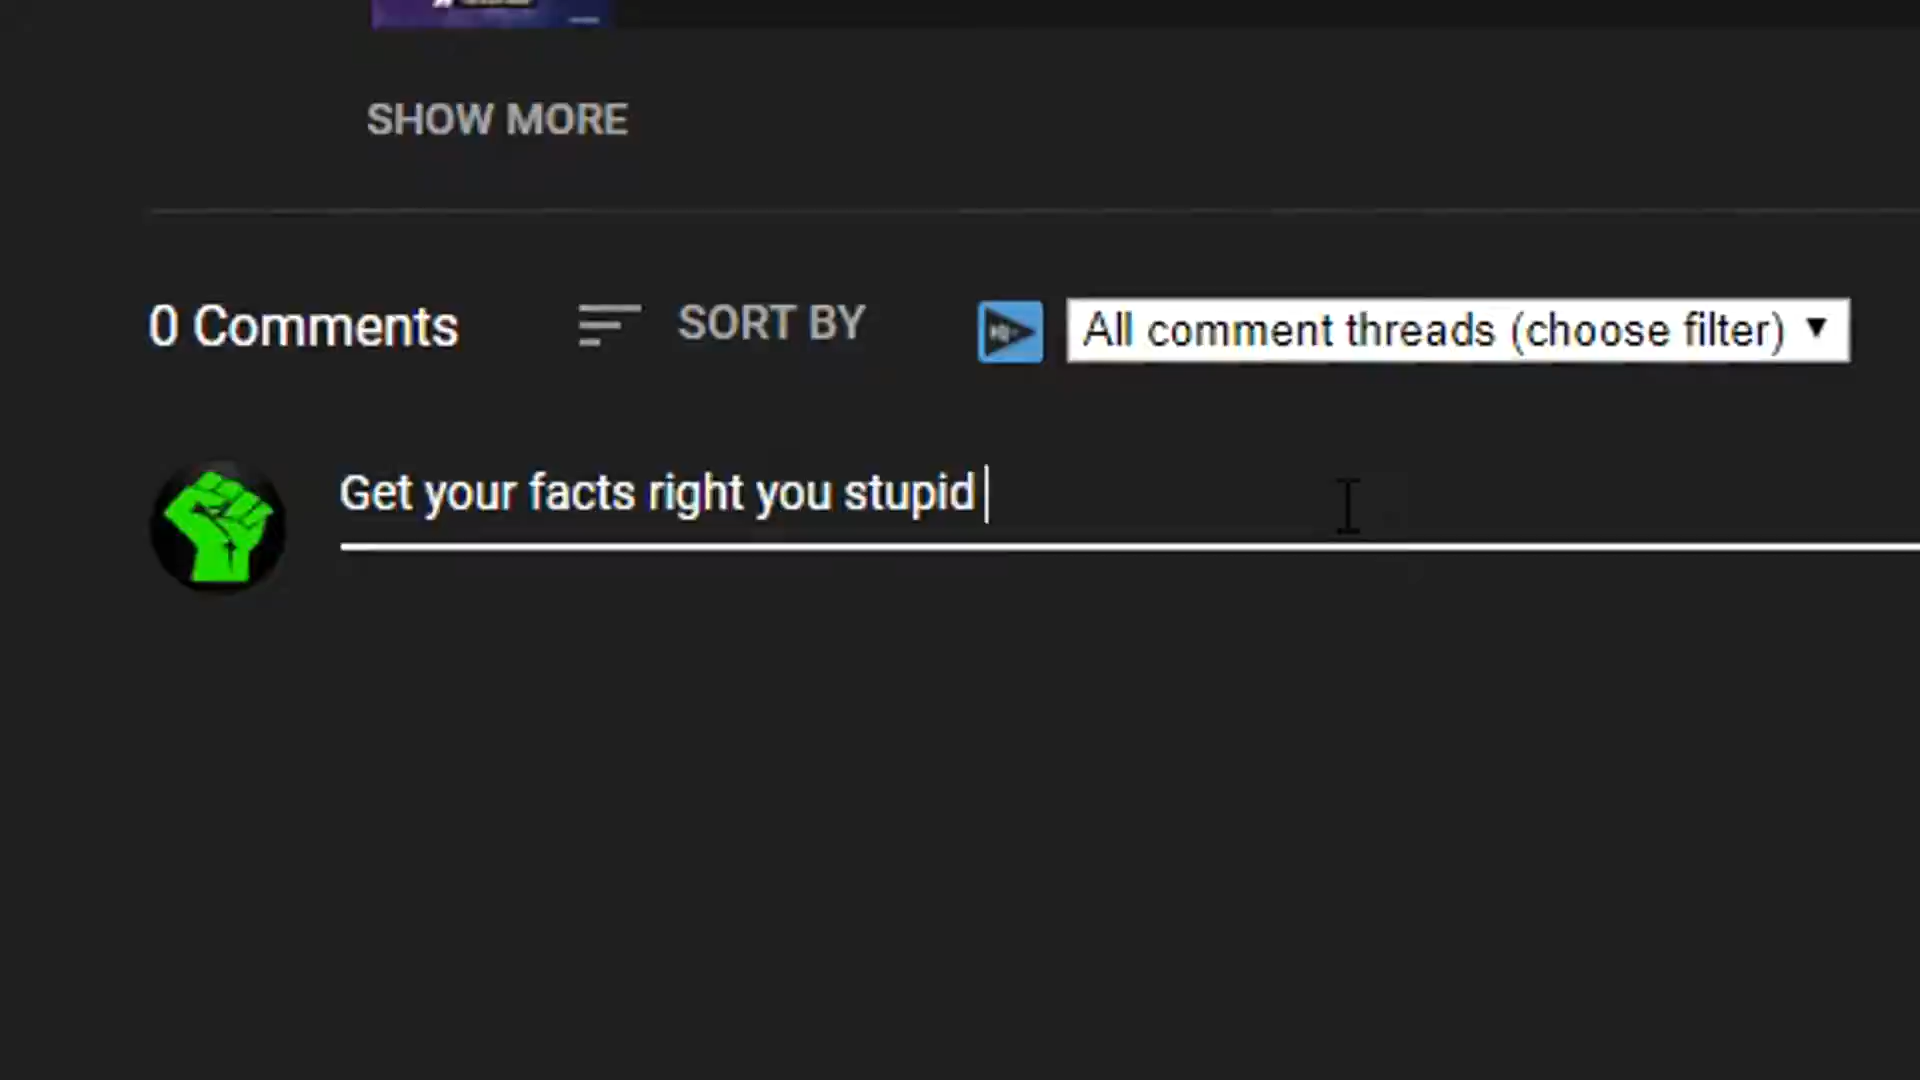 SHOW MORE
0 Comments SORT BY All comment threads (choose filter)
Get your facts right you stupid